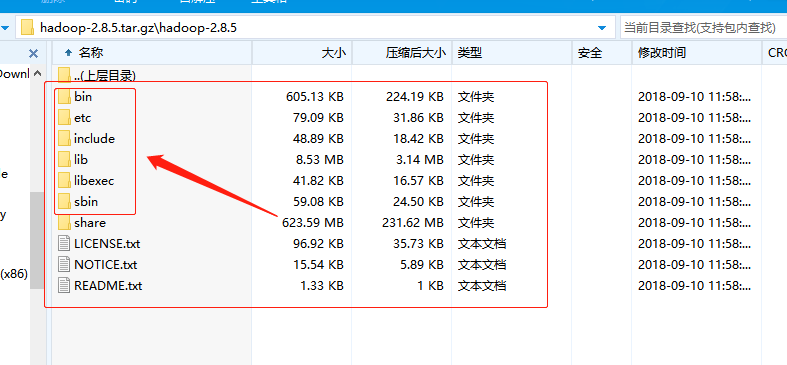 hadoop-2.8.5.tar.gz\hadoop-2.8.5 当前目录查找(支持包内查找)
名称 大小 压缩后大小 类型 安全 修改时间 CRC
Downl ..(上层目录)
bin 605.13 KB 224.19 KB 文件夹 2018-09-10 11:58:...
etc 79.09 KB 31.86 KB 文件夹 2018-09-10 11:58:...
include 48.89 KB 18.42 KB 文件夹 2018-09-10 11:58:...
lib 8.53 MB 3.14 MB 文件夹 2018-09-10 11:58:...
libexec 41.82 KB 16.57 KB 文件夹 2018-09-10 11:58:...
sbin 59.08 KB 24.50 KB 文件夹 2018-09-10 11:58:...
share 623.59 MB 231.62 MB 文件夹 2018-09-10 11:58:...
LICENSE.txt 96.92 KB 35.73 KB 文本文档 2018-09-10 11:58:...
NOTICE.txt 15.54 KB 5.89 KB 文本文档 2018-09-10 11:58:...
(x86) README.txt 1.33 KB 1 KB 文本文档 2018-09-10 11:58:...